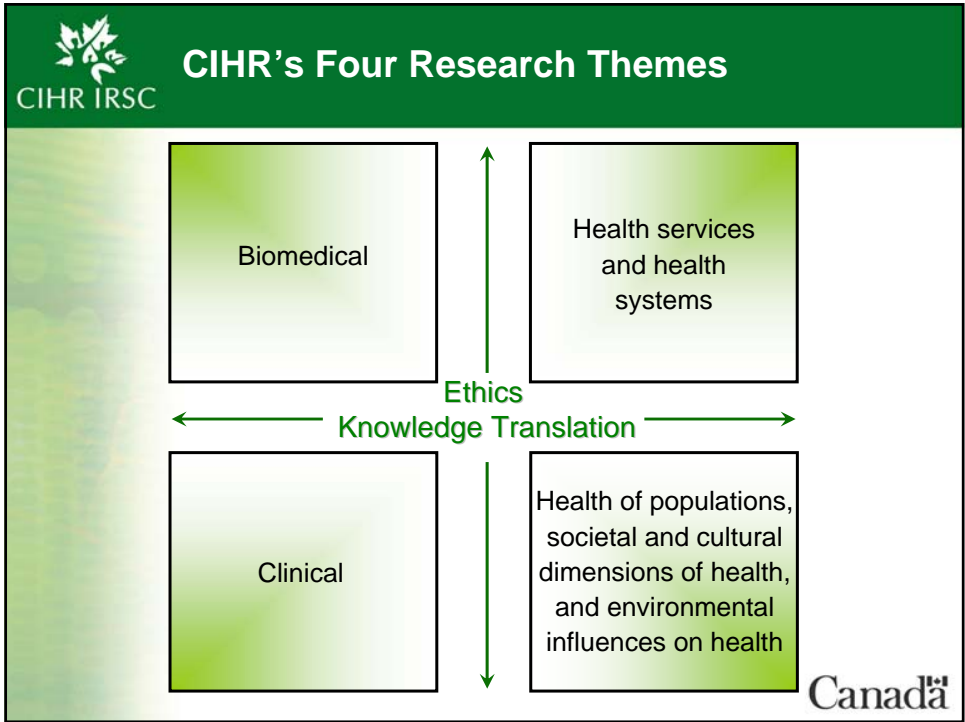 CIHR IRSC
CIHR's Four Research Themes
Biomedical
Health services
and health
systems
Ethics
Knowledge Translation
Clinical
Health of populations,
societal and cultural
dimensions of health,
and environmental
influences on health
Canada